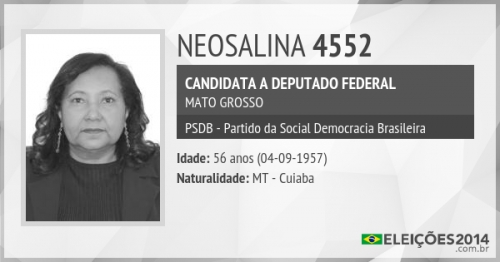 NEOSALINA 4552
CANDIDATA A DEPUTADO FEDERAL
MATO GROSSO
PSDB - Partido da Social Democracia Brasileira
Idade: 56 anos (04-09-1957)
Naturalidade: MT - Cuiaba
ELEIÇÕES2014
.com.br